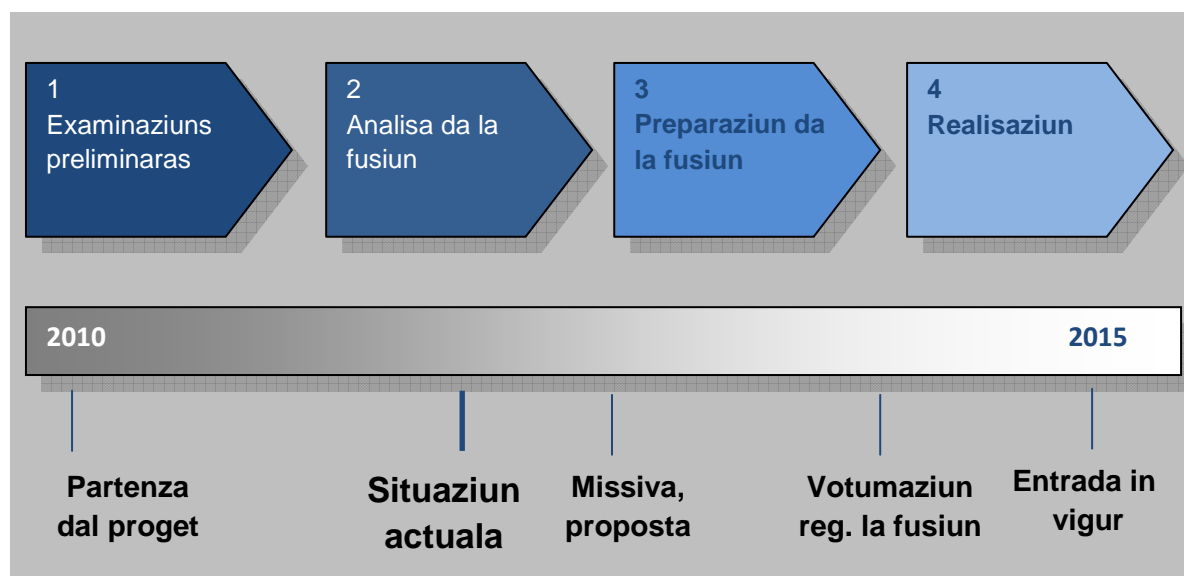 1
Examinaziuns
preliminaras
2
Analisa da la
fusiun
3
Preparaziun da
la fusiun
4
Realisaziun
2010
2015
Partenza
dal proget
Situaziun
actuala
Missiva,
proposta
Votumaziun
reg. la fusiun
Entrada in
vigur